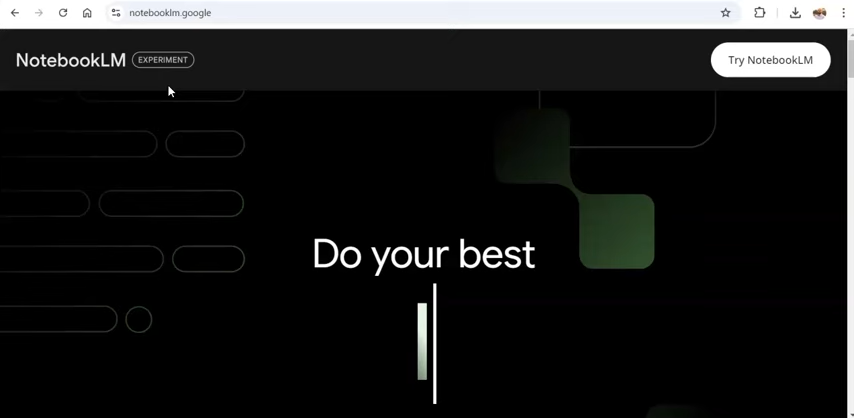 notebooklm.google
NotebookLM EXPERIMENT
Try NotebookLM
Do your best